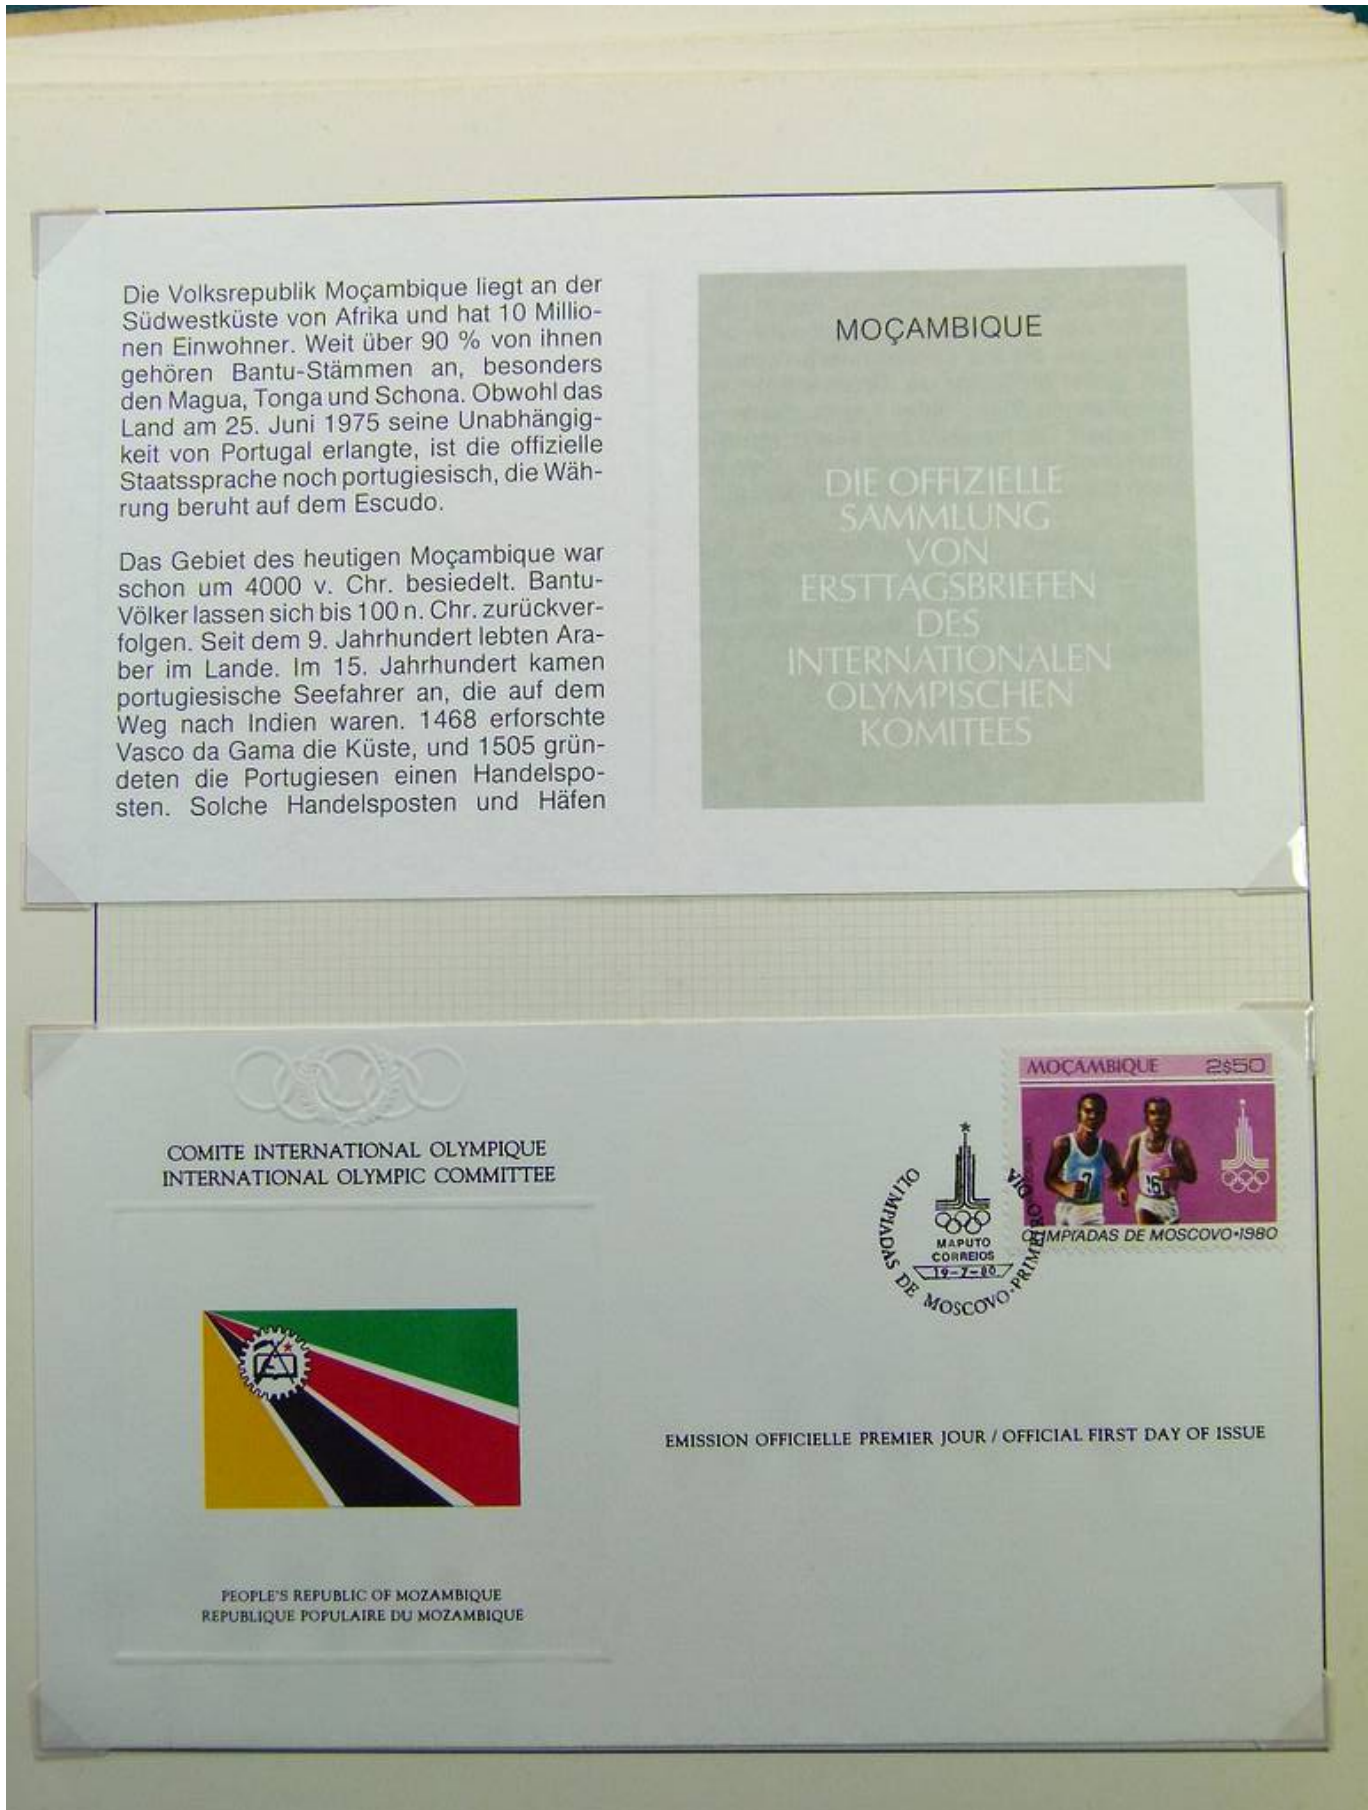 Die Volksrepublik Moçambique liegt an der
Südwestküste von Afrika und hat 10 Millio-
nen Einwohner. Weit über 90 % von ihnen
gehören Bantu-Stämmen an, besonders
den Magua, Tonga und Schona. Obwohl das
Land am 25. Juni 1975 seine Unabhängig-
keit von Portugal erlangte, ist die offizielle
Staatssprache noch portugiesisch, die Wäh-
rung beruht auf dem Escudo.
Das Gebiet des heutigen Moçambique war
schon um 4000 v. Chr. besiedelt. Bantu-
Völker lassen sich bis 100 n. Chr. zurückver-
folgen. Seit dem 9. Jahrhundert lebten Ara-
ber im Lande. Im 15. Jahrhundert kamen
portugiesische Seefahrer an, die auf dem
Weg nach Indien waren. 1468 erforschte
Vasco da Gama die Küste, und 1505 grün-
deten die Portugiesen einen Handelspo-
sten. Solche Handelsposten und Häfen
MOÇAMBIQUE
DIE OFFIZIELLE
SAMMLUNG
VON
ERSTTAGSBRIEFEN
DES
INTERNATIONALEN
OLYMPISCHEN
KOMITEES
COMITE INTERNATIONAL OLYMPIQUE
INTERNATIONAL OLYMPIC COMMITTEE
PEOPLE'S REPUBLIC OF MOZAMBIQUE
REPUBLIQUE POPULAIRE DU MOZAMBIQUE
MOÇAMBIQUE 2$50
7
16
OLIMPÍADAS DE MOSCOVO•1980
OLIMPIADAS DE MOSCOVO-PRIMEIRO DIA
MAPUTO
CORREIOS
19-7-80
EMISSION OFFICIELLE PREMIER JOUR / OFFICIAL FIRST DAY OF ISSUE